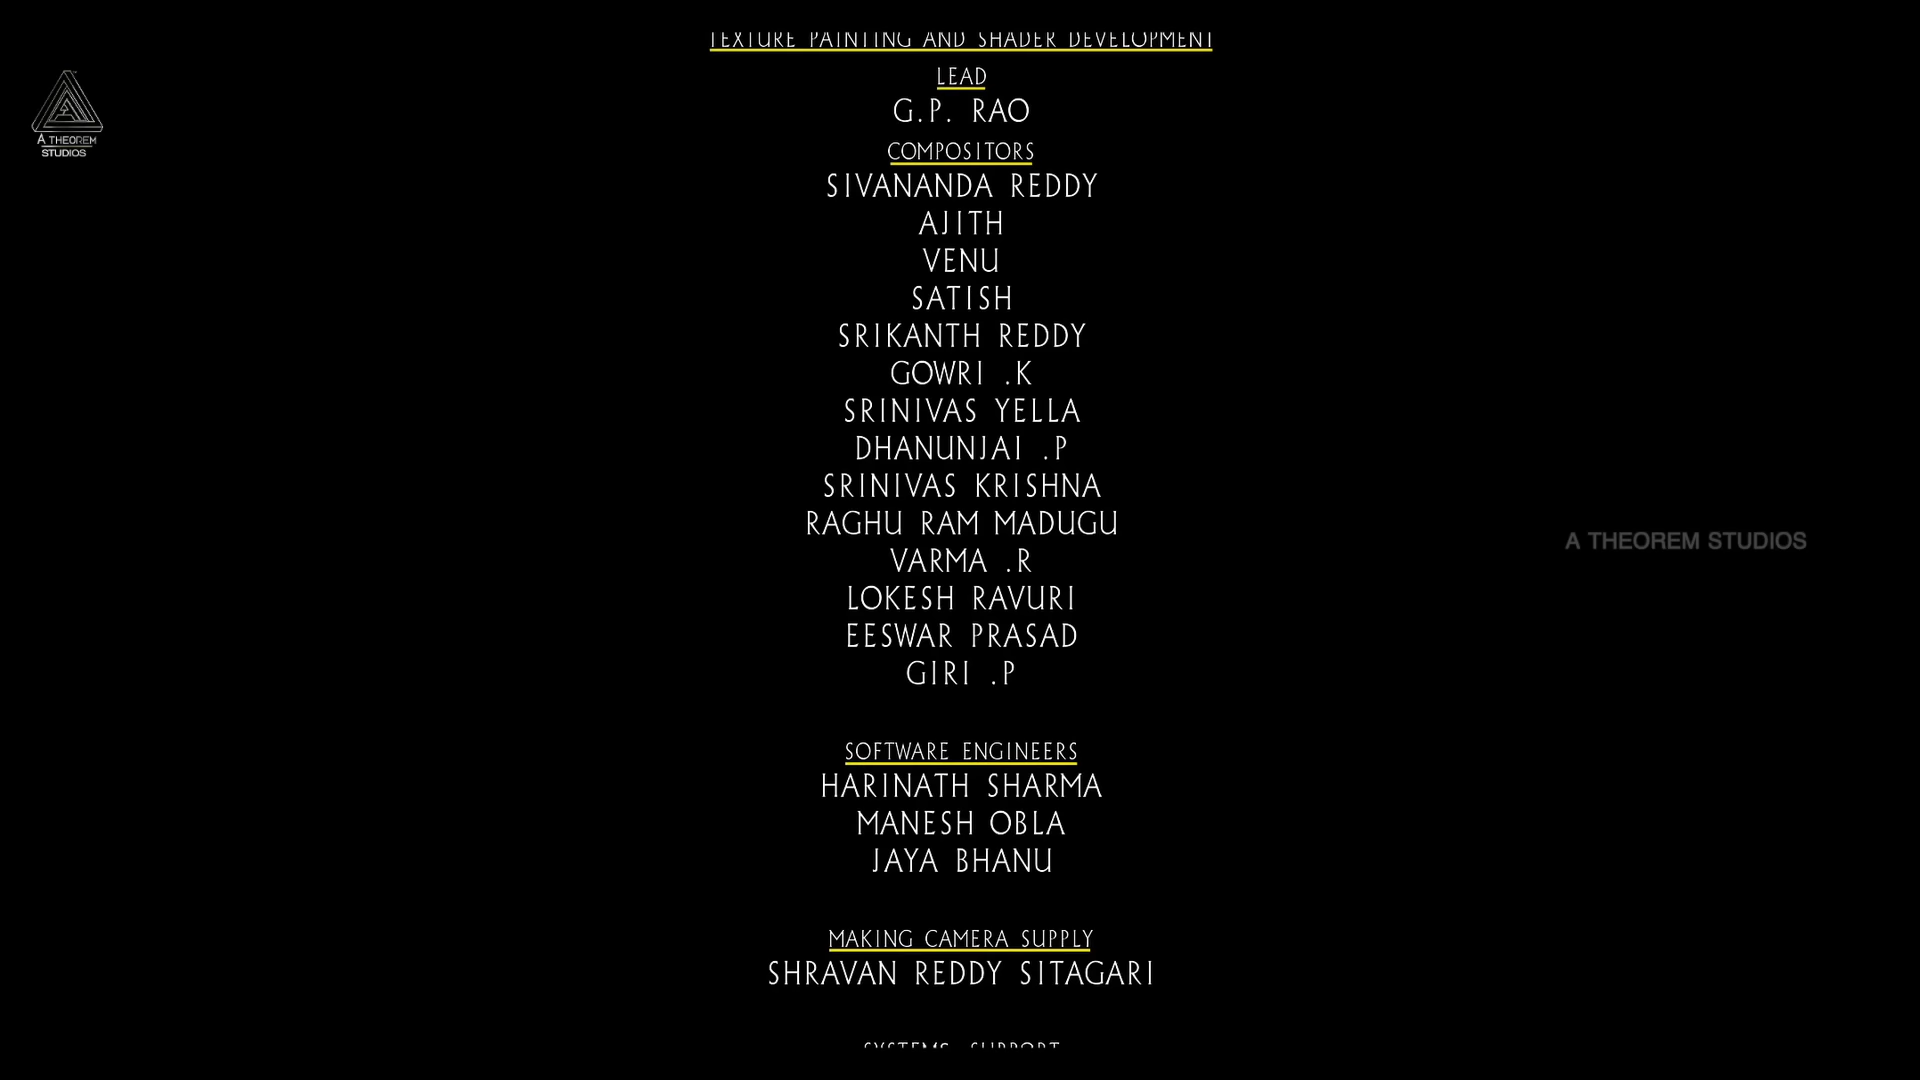 TEXTURE PAINTING AND SHADER DEVELOPMENT
LEAD
G.P. RAO
COMPOSITORS
SIVANANDA REDDY
AJITH
VENU
SATISH
SRIKANTH REDDY
GOWRI .K
SRINIVAS YELLA
DHANUNJAI .P
SRINIVAS KRISHNA
RAGHU RAM MADUGU
VARMA .R
LOKESH RAVURI
EESWAR PRASAD
GIRI .P
SOFTWARE ENGINEERS
HARINATH SHARMA
MANESH OBLA
JAYA BHANU
MAKING CAMERA SUPPLY
SHRAVAN REDDY SITAGARI
SYSTEMS SUPPORT
A THEOREM
STUDIOS
A THEOREM STUDIOS